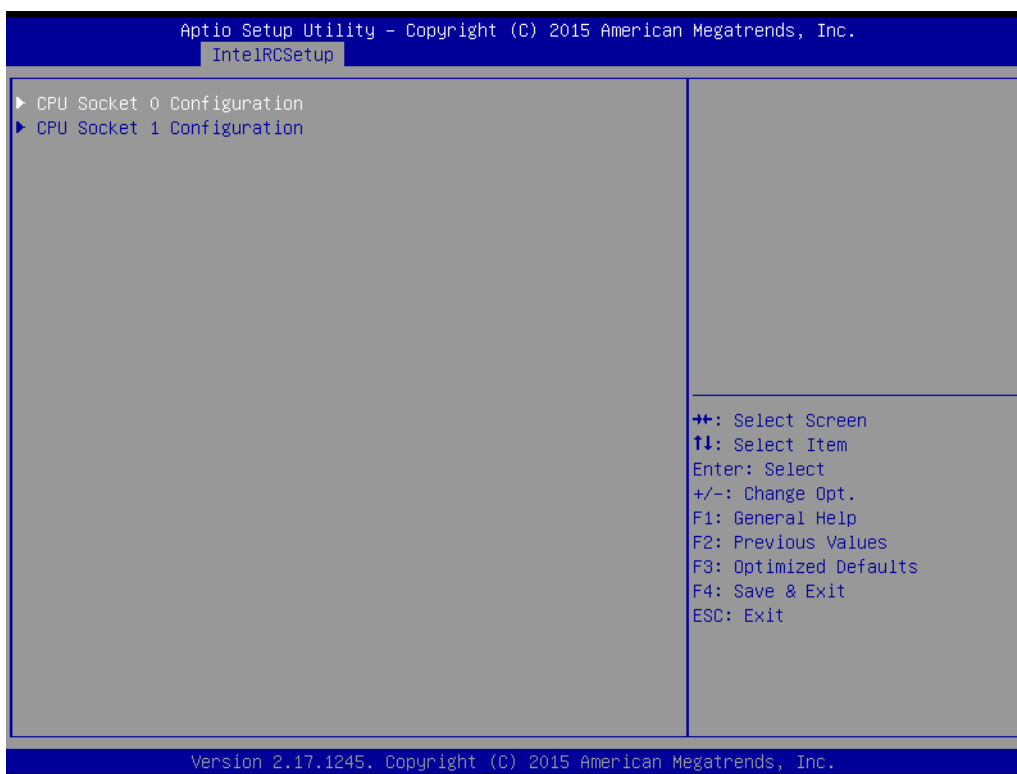 Aptio Setup Utility – Copyright (C) 2015 American Megatrends, Inc.
IntelRCSetup
► CPU Socket 0 Configuration
► CPU Socket 1 Configuration
→←: Select Screen
↑↓: Select Item
Enter: Select
+/-: Change Opt.
F1: General Help
F2: Previous Values
F3: Optimized Defaults
F4: Save & Exit
ESC: Exit
Version 2.17.1245. Copyright (C) 2015 American Megatrends, Inc.